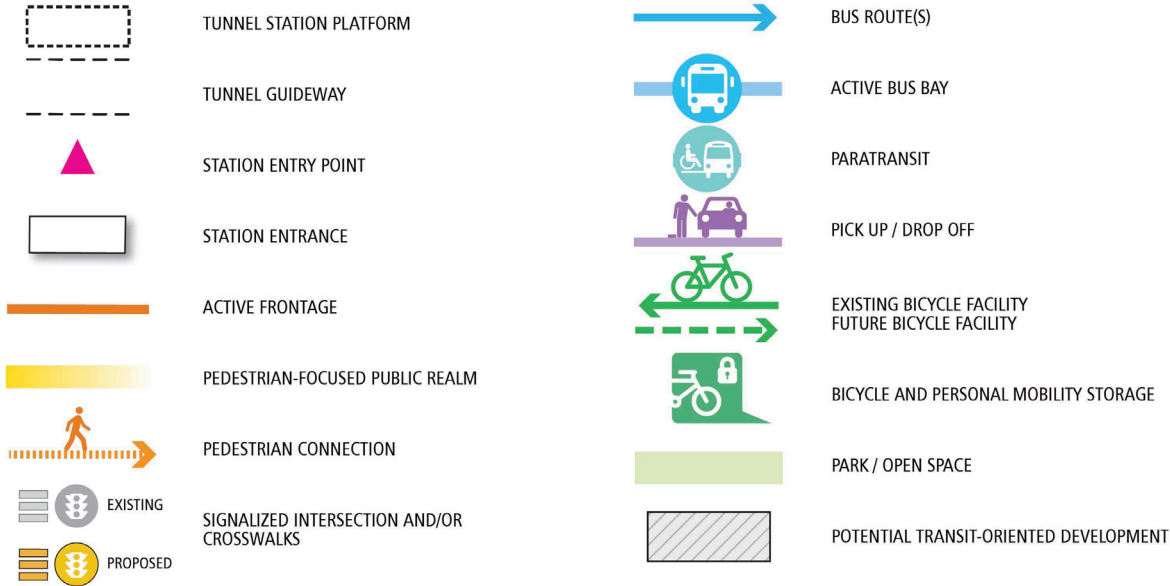 TUNNEL STATION PLATFORM
TUNNEL GUIDEWAY
STATION ENTRY POINT
STATION ENTRANCE
ACTIVE FRONTAGE
PEDESTRIAN-FOCUSED PUBLIC REALM
PEDESTRIAN CONNECTION
EXISTING
SIGNALIZED INTERSECTION AND/OR
CROSSWALKS
PROPOSED
BUS ROUTE(S)
ACTIVE BUS BAY
PARATRANSIT
PICK UP / DROP OFF
EXISTING BICYCLE FACILITY
FUTURE BICYCLE FACILITY
BICYCLE AND PERSONAL MOBILITY STORAGE
PARK / OPEN SPACE
POTENTIAL TRANSIT-ORIENTED DEVELOPMENT